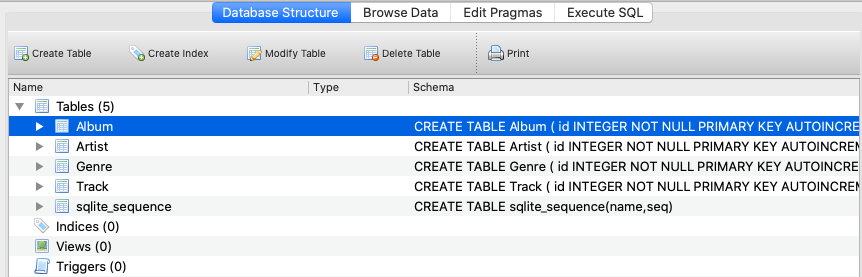 Database Structure Browse Data Edit Pragmas Execute SQL
Create Table Create Index Modify Table Delete Table Print
Name Type Schema
Tables (5)
Album CREATE TABLE Album ( id INTEGER NOT NULL PRIMARY KEY AUTOINCRE
Artist CREATE TABLE Artist ( id INTEGER NOT NULL PRIMARY KEY AUTOINCREM
Genre CREATE TABLE Genre ( id INTEGER NOT NULL PRIMARY KEY AUTOINCRE
Track CREATE TABLE Track ( id INTEGER NOT NULL PRIMARY KEY AUTOINCREM
sqlite_sequence CREATE TABLE sqlite_sequence(name,seq)
Indices (0)
Views (0)
Triggers (0)